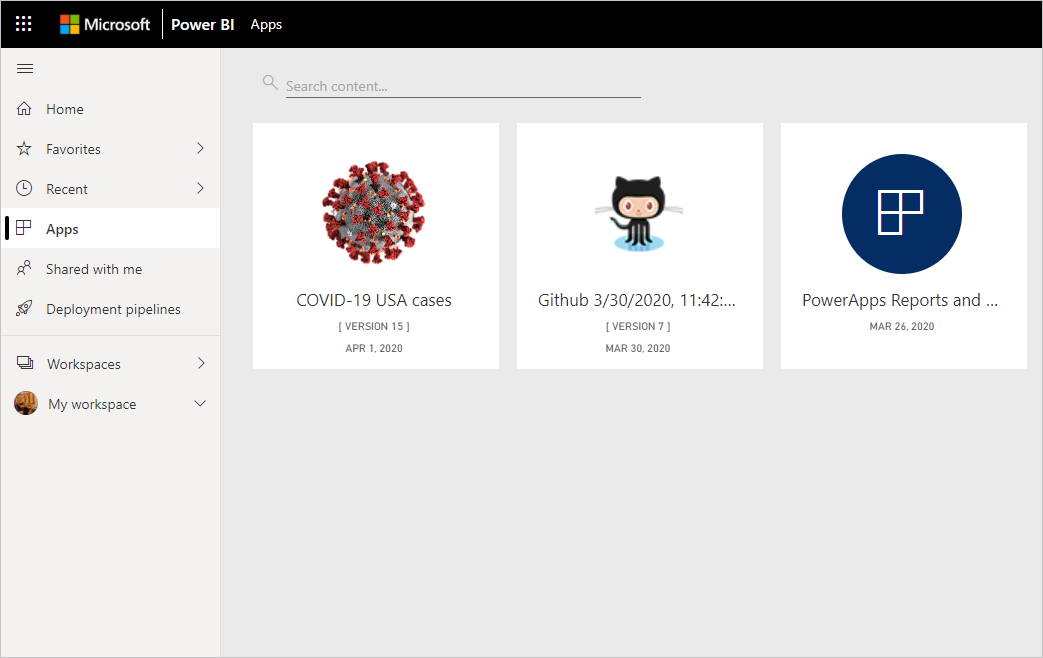 Microsoft Power BI Apps
Home
Favorites
Recent
Apps
Shared with me
Deployment pipelines
Workspaces
My workspace
Search content...
COVID-19 USA cases
[ VERSION 15 ]
APR 1, 2020
Github 3/30/2020, 11:42:...
[ VERSION 7 ]
MAR 30, 2020
PowerApps Reports and ...
MAR 26, 2020